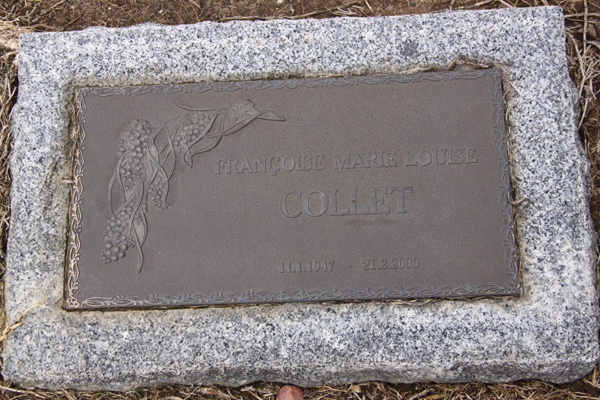 FRANÇOISE MARIE LOUISE
COLLET
11.1.1947 – 21.2.2000